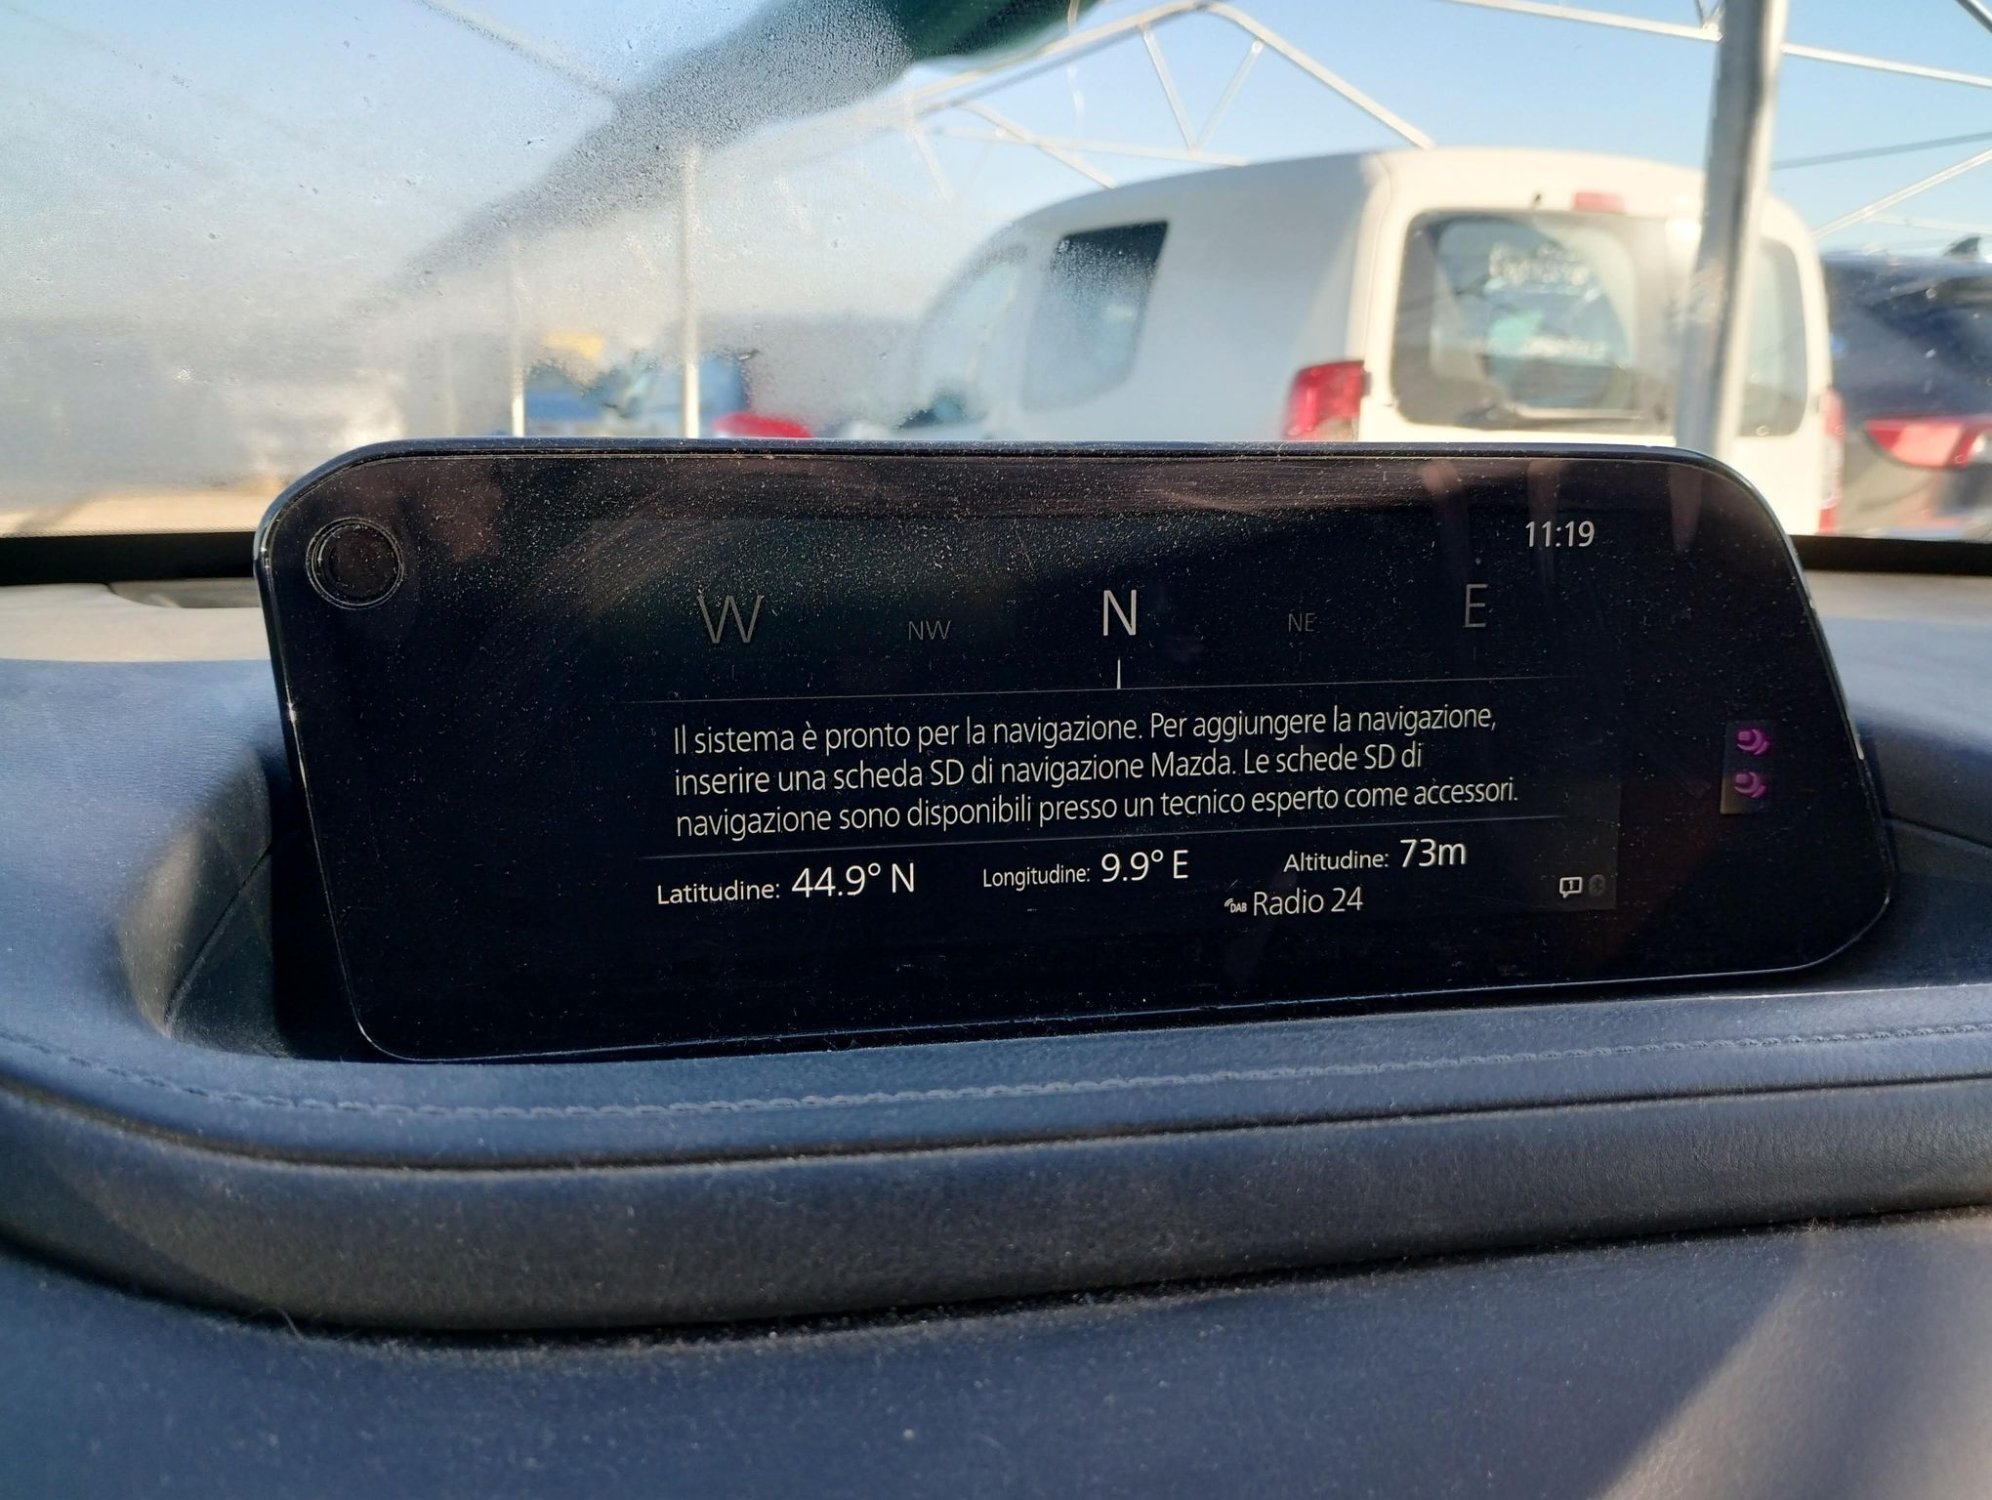 11:19
W NW N NE E
Il sistema è pronto per la navigazione. Per aggiungere la navigazione,
inserire una scheda SD di navigazione Mazda. Le schede SD di
navigazione sono disponibili presso un tecnico esperto come accessori.
Latitudine: 44.9° N Longitudine: 9.9° E Altitudine: 73m
DAB Radio 24